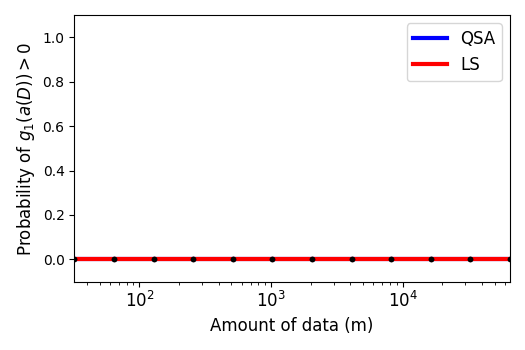 Probability of g₁(a(D)) > 0
1.0
0.8
0.6
0.4
0.2
0.0
QSA
LS
10²
10³
10⁴
Amount of data (m)